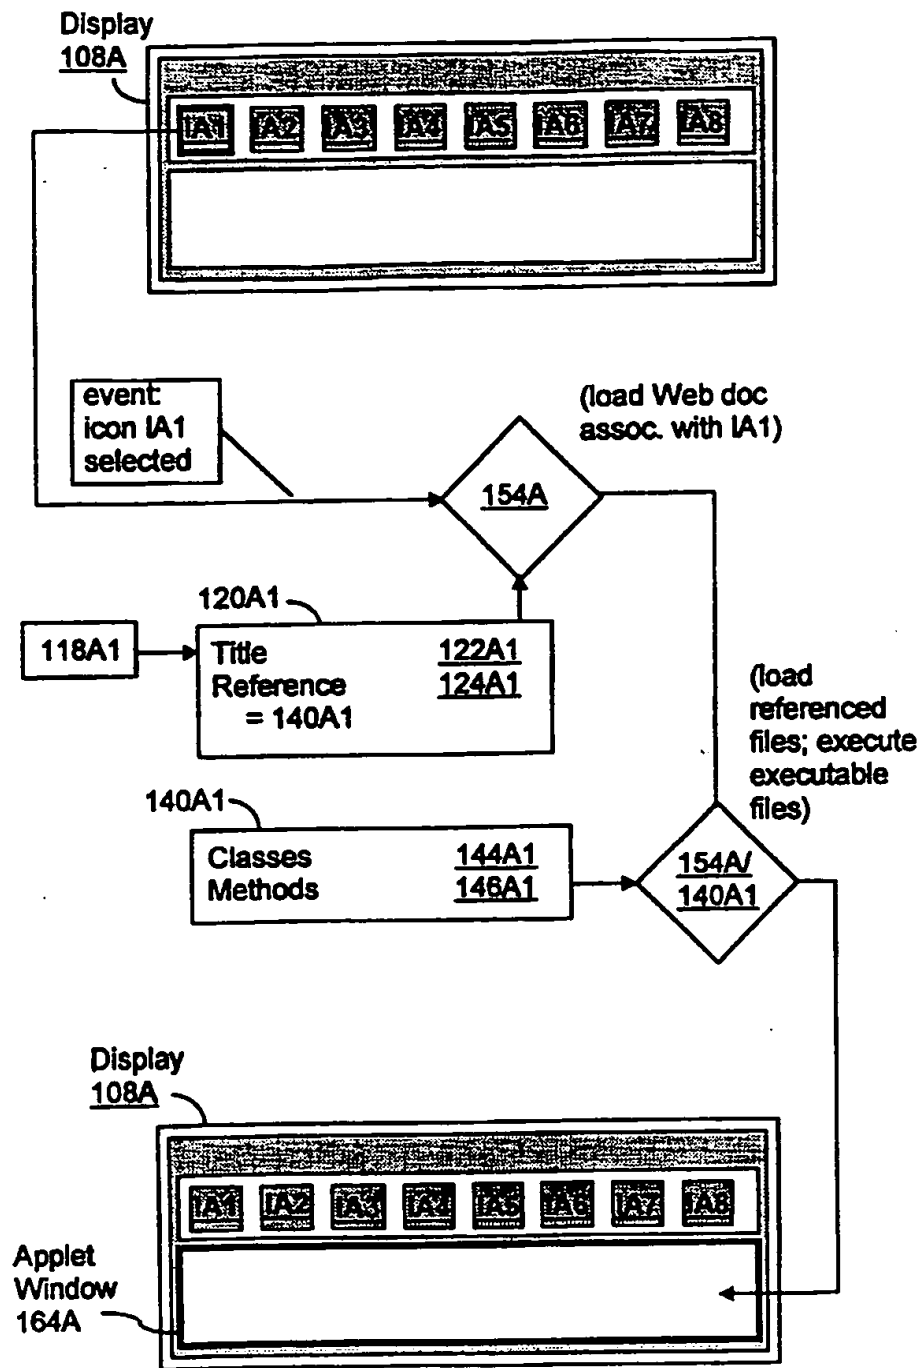 Display
108A
IA1 IA2 IA3 IA4 IA5 IA6 IA7 IA8
event:
icon IA1
selected
(load Web doc
assoc. with IA1)
154A
120A1
118A1
Title 122A1
Reference 124A1
= 140A1
(load
referenced
files; execute
executable
files)
140A1
Classes 144A1
Methods 146A1
154A/
140A1
Display
108A
IA1 IA2 IA3 IA4 IA5 IA6 IA7 IA8
Applet
Window
164A